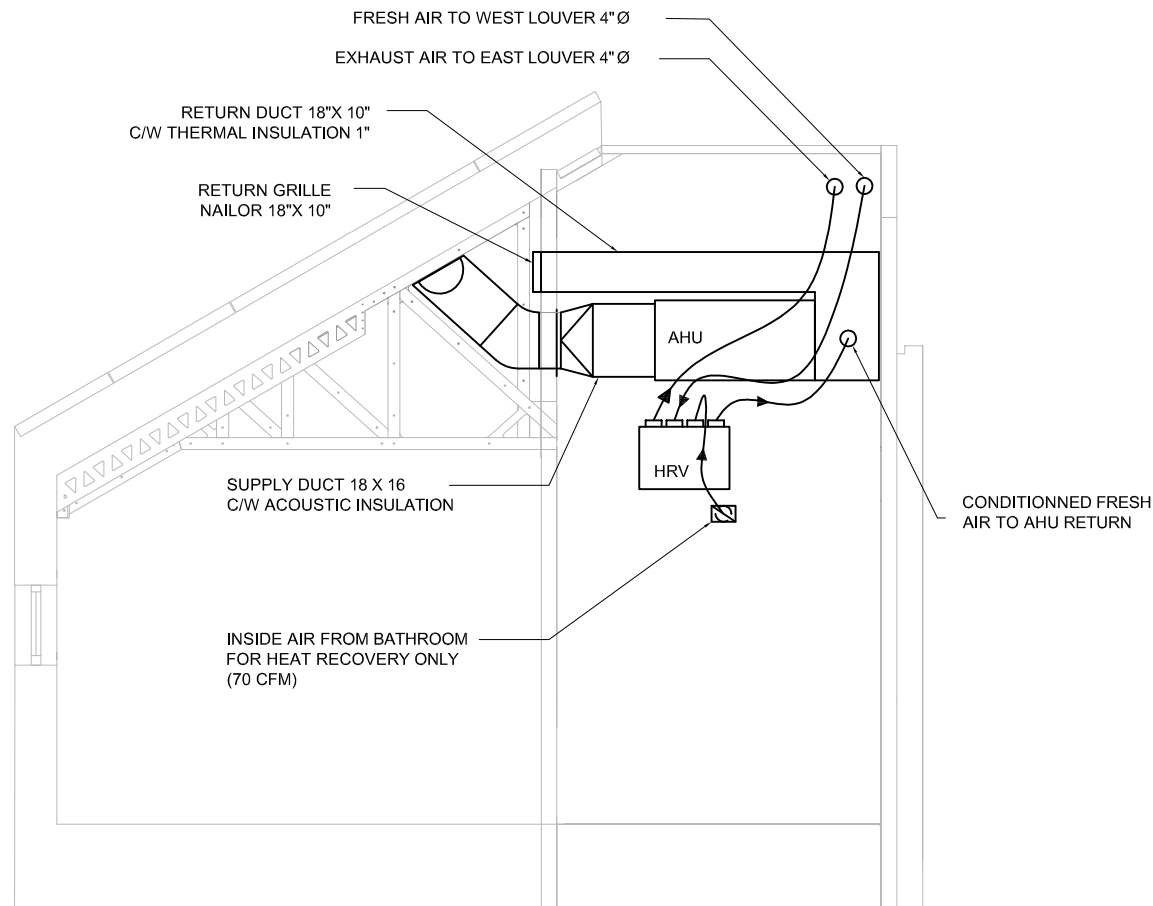 FRESH AIR TO WEST LOUVER 4"Ø
EXHAUST AIR TO EAST LOUVER 4"Ø
RETURN DUCT 18"X 10"
C/W THERMAL INSULATION 1"
RETURN GRILLE
NAILOR 18"X 10"
AHU
HRV
SUPPLY DUCT 18 X 16
C/W ACOUSTIC INSULATION
CONDITIONNED FRESH
AIR TO AHU RETURN
INSIDE AIR FROM BATHROOM
FOR HEAT RECOVERY ONLY
(70 CFM)